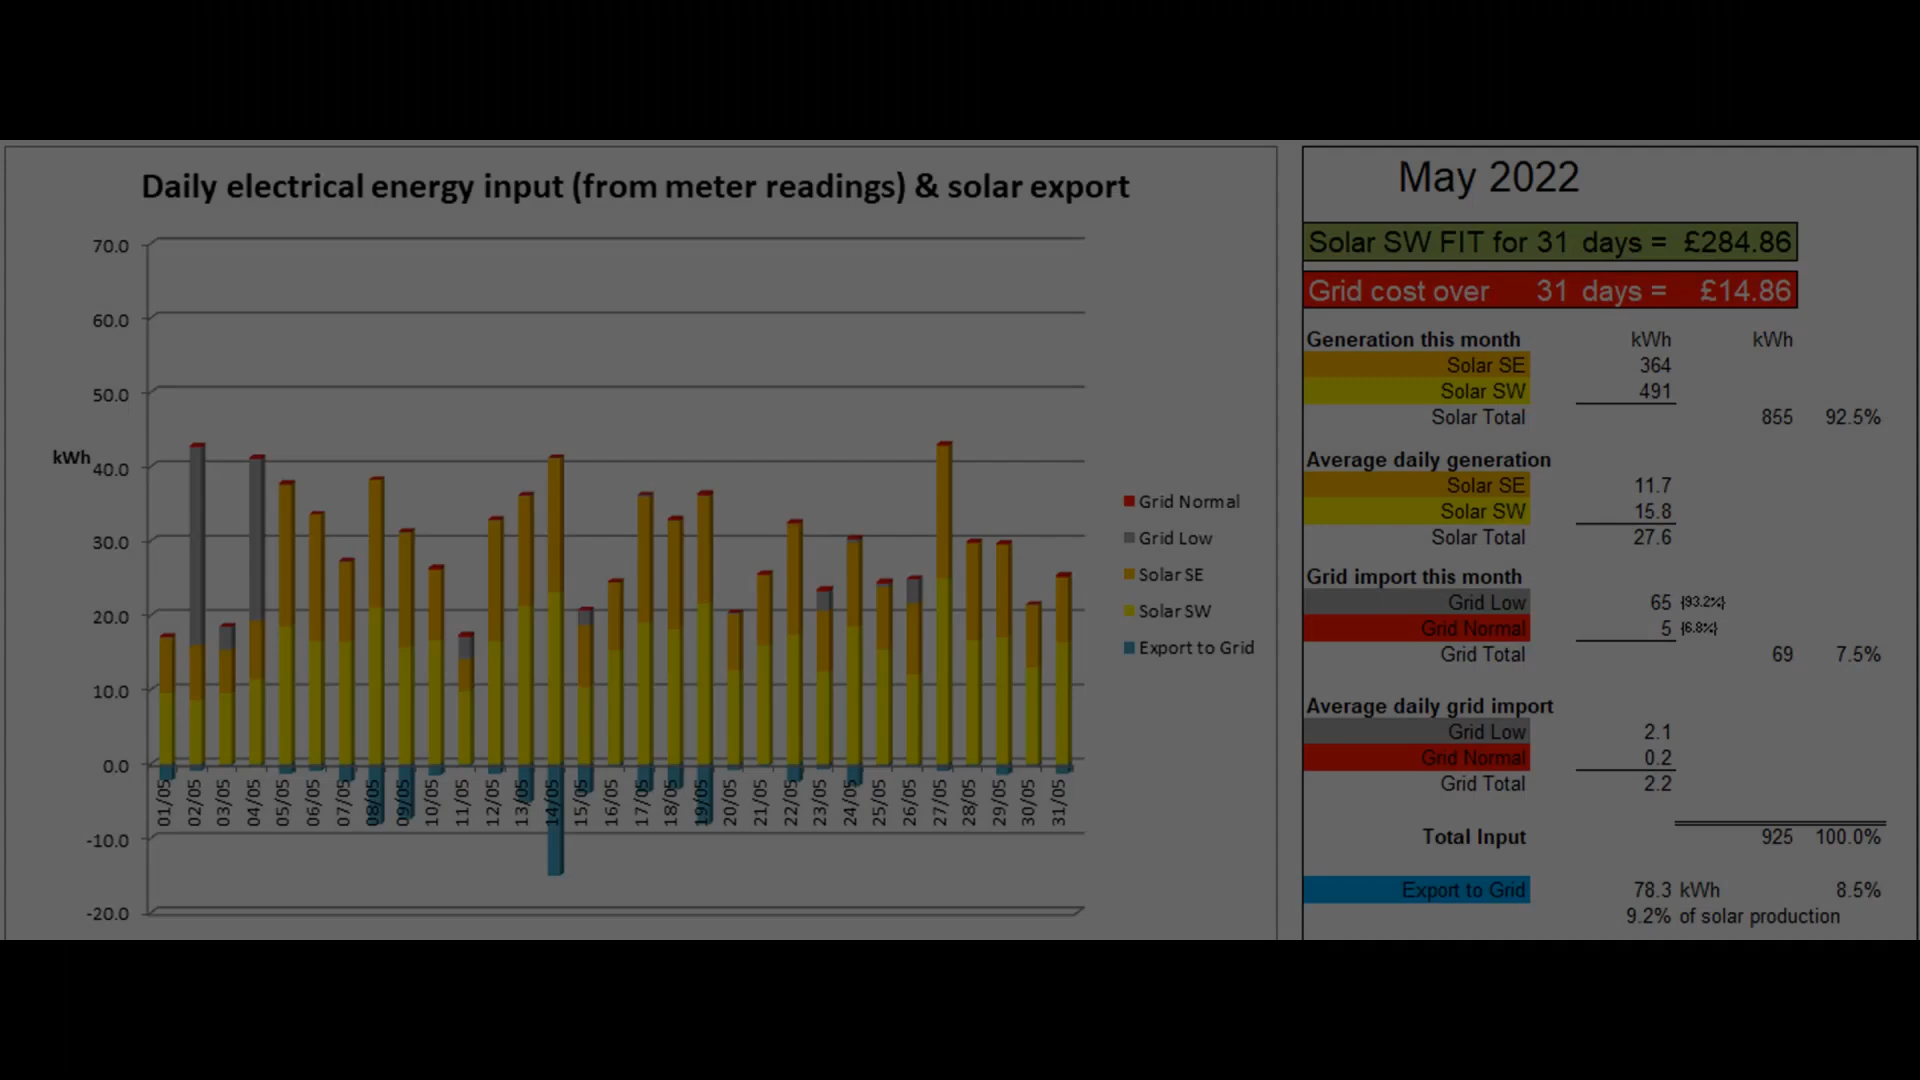 Daily electrical energy input (from meter readings) & solar export
70.0
60.0
50.0
kWh
40.0
30.0
20.0
10.0
0.0
-10.0
-20.0
01/05
02/05
03/05
04/05
05/05
06/05
07/05
08/05
09/05
10/05
11/05
12/05
13/05
14/05
15/05
16/05
17/05
18/05
19/05
20/05
21/05
22/05
23/05
24/05
25/05
26/05
27/05
28/05
29/05
30/05
31/05
Grid Normal
Grid Low
Solar SE
Solar SW
Export to Grid
May 2022
Solar SW FIT for 31 days = £284.86
Grid cost over 31 days = £14.86
Generation this month kWh kWh
Solar SE 364
Solar SW 491
Solar Total 855 92.5%
Average daily generation
Solar SE 11.7
Solar SW 15.8
Solar Total 27.6
Grid import this month
Grid Low 65 {93.2%}
Grid Normal 5 {6.8%}
Grid Total 69 7.5%
Average daily grid import
Grid Low 2.1
Grid Normal 0.2
Grid Total 2.2
Total Input 925 100.0%
Export to Grid 78.3 kWh 8.5%
9.2% of solar production